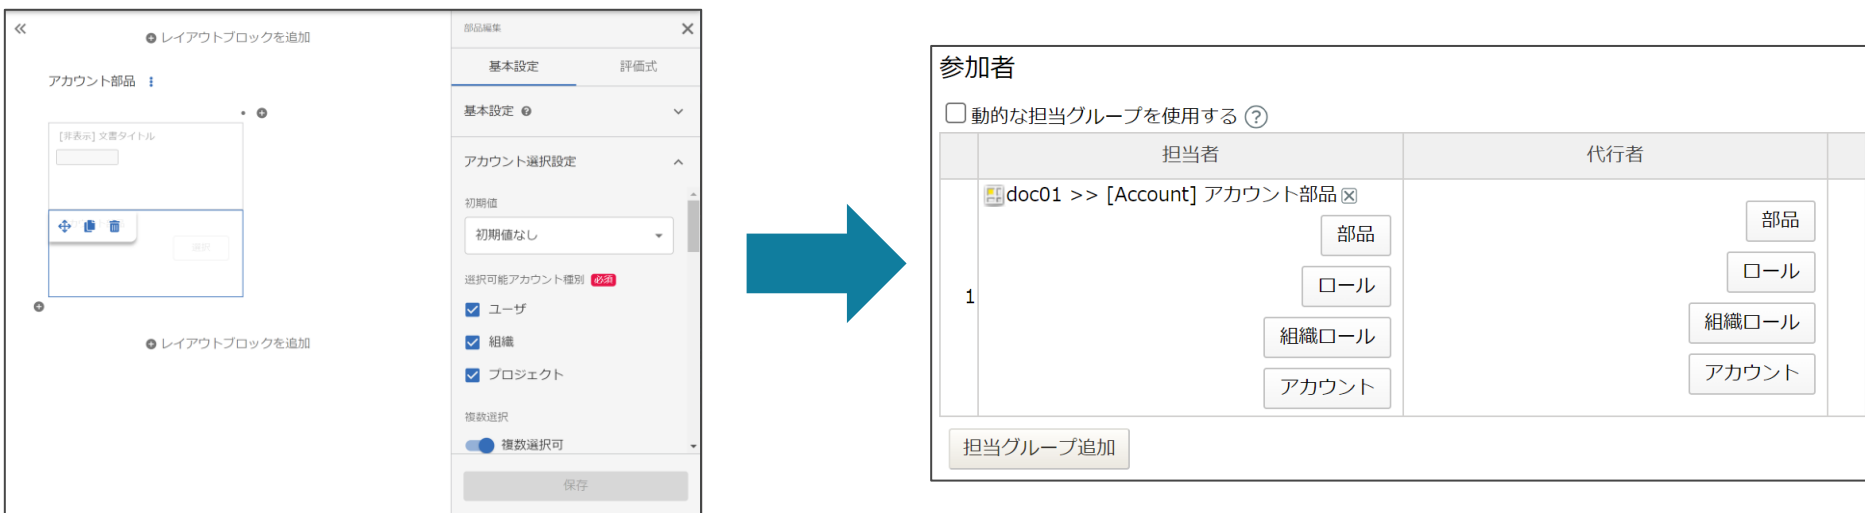 レイアウトブロックを追加
アカウント部品
[非表示] 文書タイトル
選択
レイアウトブロックを追加
部品編集
基本設定 評価式
基本設定
アカウント選択設定
初期値
初期値なし
選択可能アカウント種別 必須
ユーザ
組織
プロジェクト
複数選択
複数選択可
保存
参加者
動的な担当グループを使用する
担当者 代行者
1
doc01 >> [Account] アカウント部品
部品
ロール
組織ロール
アカウント
部品
ロール
組織ロール
アカウント
担当グループ追加